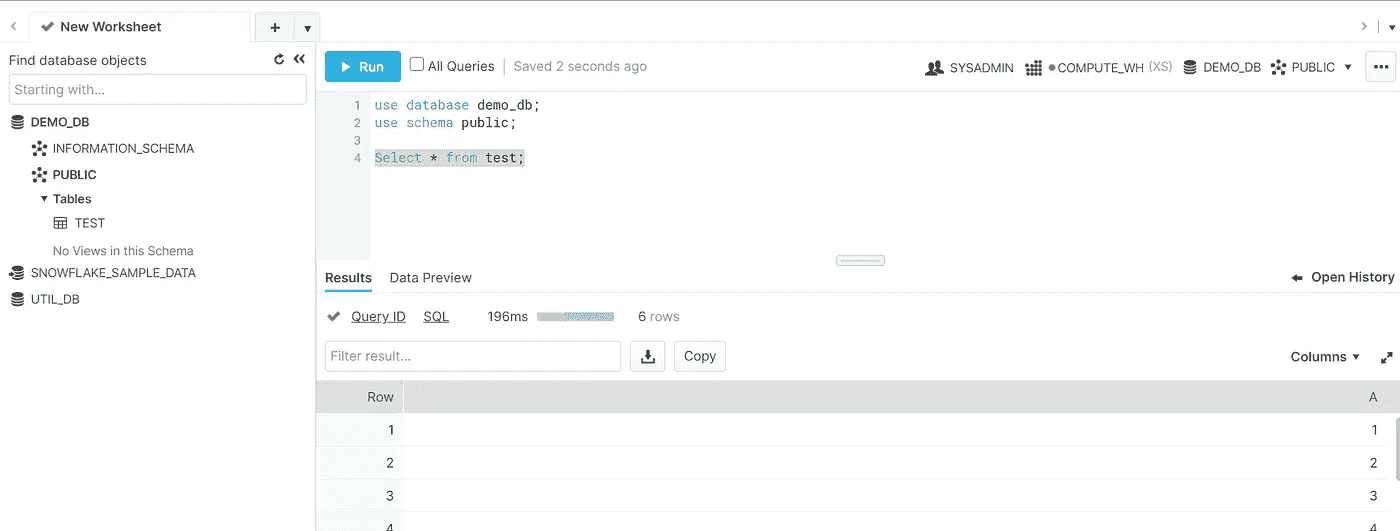 New Worksheet
+
Find database objects
Starting with...
DEMO_DB
INFORMATION_SCHEMA
PUBLIC
Tables
TEST
No Views in this Schema
SNOWFLAKE_SAMPLE_DATA
UTIL_DB
Run All Queries Saved 2 seconds ago SYSADMIN COMPUTE_WH (XS) DEMO_DB PUBLIC ...
1 use database demo_db;
2 use schema public;
3
4 Select * from test;
Results Data Preview Open History
Query ID SQL 196ms 6 rows
Filter result... Copy Columns
Row A
1 1
2 2
3 3
4 4